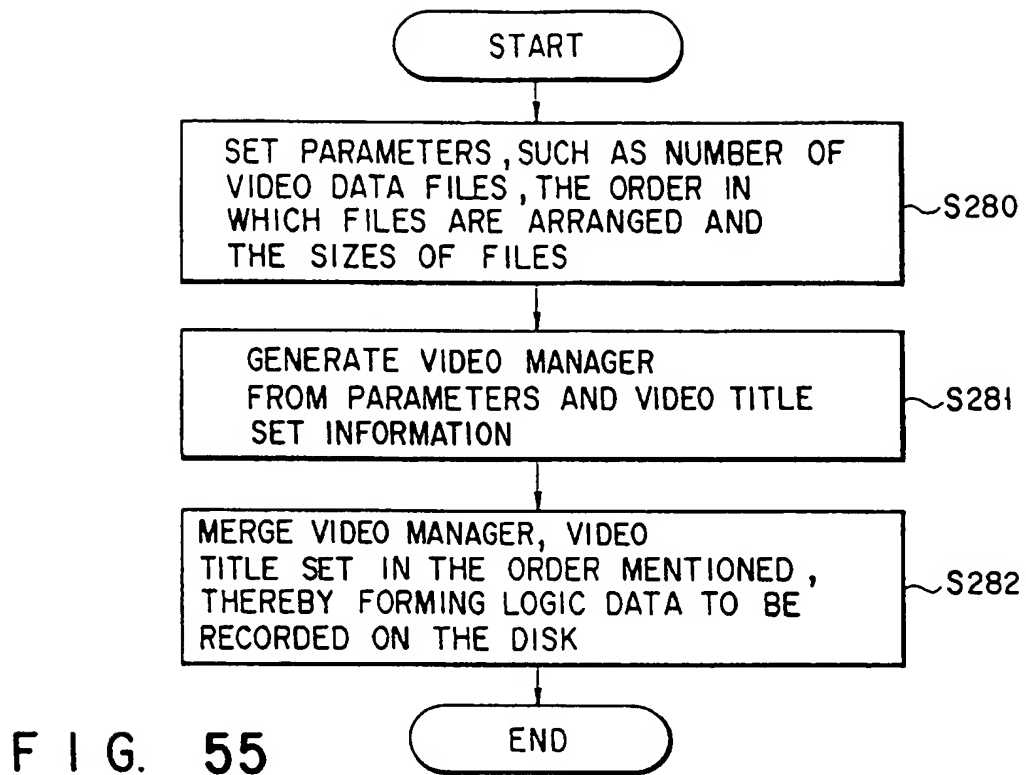 START
SET PARAMETERS, SUCH AS NUMBER OF
VIDEO DATA FILES, THE ORDER IN
WHICH FILES ARE ARRANGED AND
THE SIZES OF FILES
S280
GENERATE VIDEO MANAGER
FROM PARAMETERS AND VIDEO TITLE
SET INFORMATION
S281
MERGE VIDEO MANAGER, VIDEO
TITLE SET IN THE ORDER MENTIONED,
THEREBY FORMING LOGIC DATA TO BE
RECORDED ON THE DISK
S282
END
FIG. 55